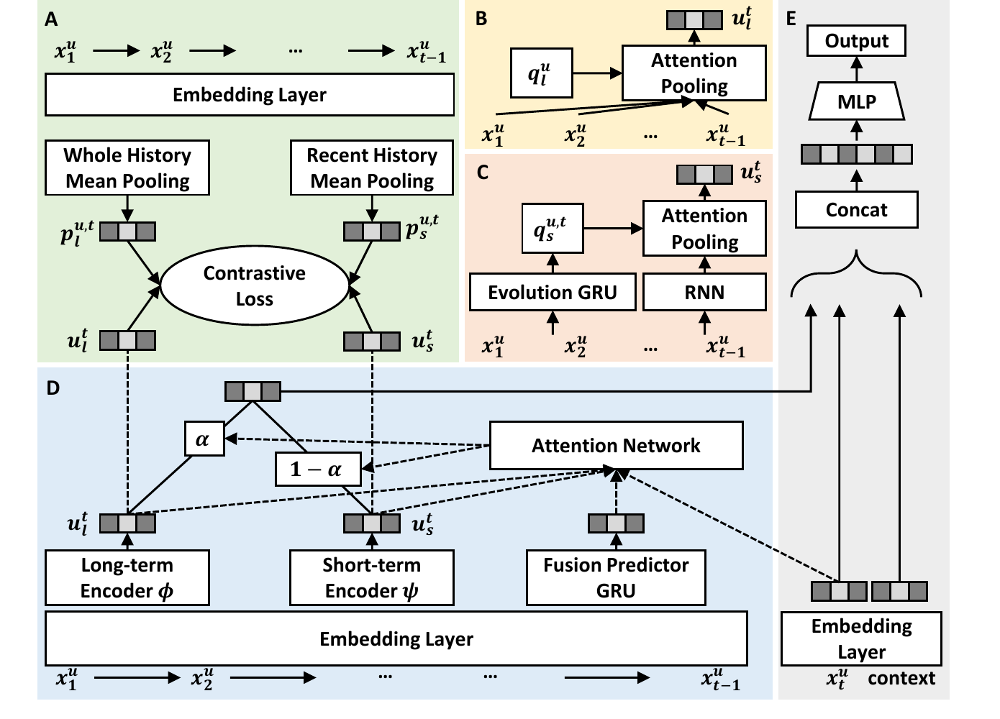 A
x_1^u x_2^u ... x_{t-1}^u
Embedding Layer
Whole History
Mean Pooling
Recent History
Mean Pooling
p_l^{u,t}
p_s^{u,t}
Contrastive
Loss
u_l^t
u_s^t
B
u_l^t
q_l^u
Attention
Pooling
x_1^u x_2^u ... x_{t-1}^u
C
u_s^t
q_s^{u,t}
Attention
Pooling
Evolution GRU
RNN
x_1^u x_2^u ... x_{t-1}^u
D
α
1 − α
Attention Network
u_l^t
u_s^t
Long-term
Encoder ϕ
Short-term
Encoder ψ
Fusion Predictor
GRU
Embedding Layer
x_1^u x_2^u ... ... x_{t-1}^u
E
Output
MLP
Concat
Embedding
Layer
x_t^u context